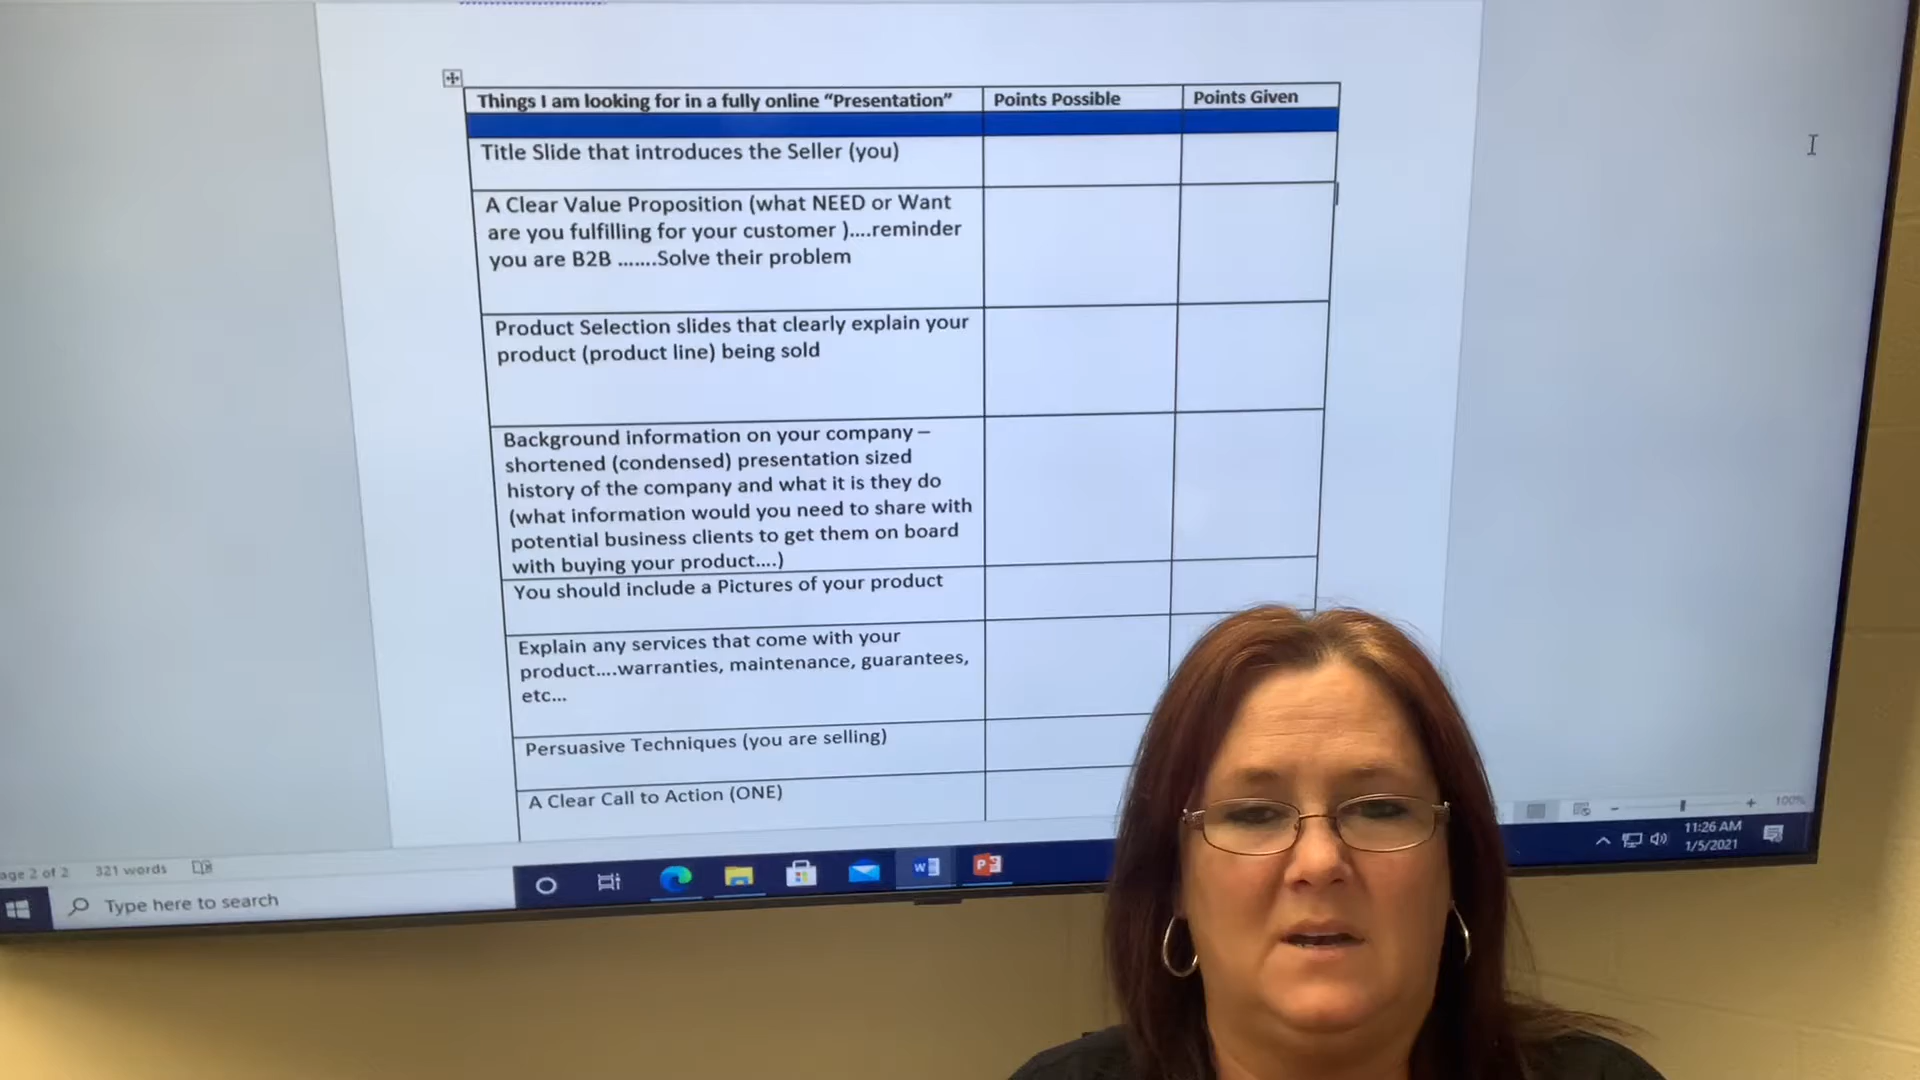 Things I am looking for in a fully online “Presentation” Points Possible Points Given
Title Slide that introduces the Seller (you)
A Clear Value Proposition (what NEED or Want
are you fulfilling for your customer )....reminder
you are B2B .......Solve their problem
Product Selection slides that clearly explain your
product (product line) being sold
Background information on your company –
shortened (condensed) presentation sized
history of the company and what it is they do
(what information would you need to share with
potential business clients to get them on board
with buying your product....)
You should include a Pictures of your product
Explain any services that come with your
product....warranties, maintenance, guarantees,
etc...
Persuasive Techniques (you are selling)
A Clear Call to Action (ONE)
age 2 of 2 321 words
100%
Type here to search
11:26 AM
1/5/2021